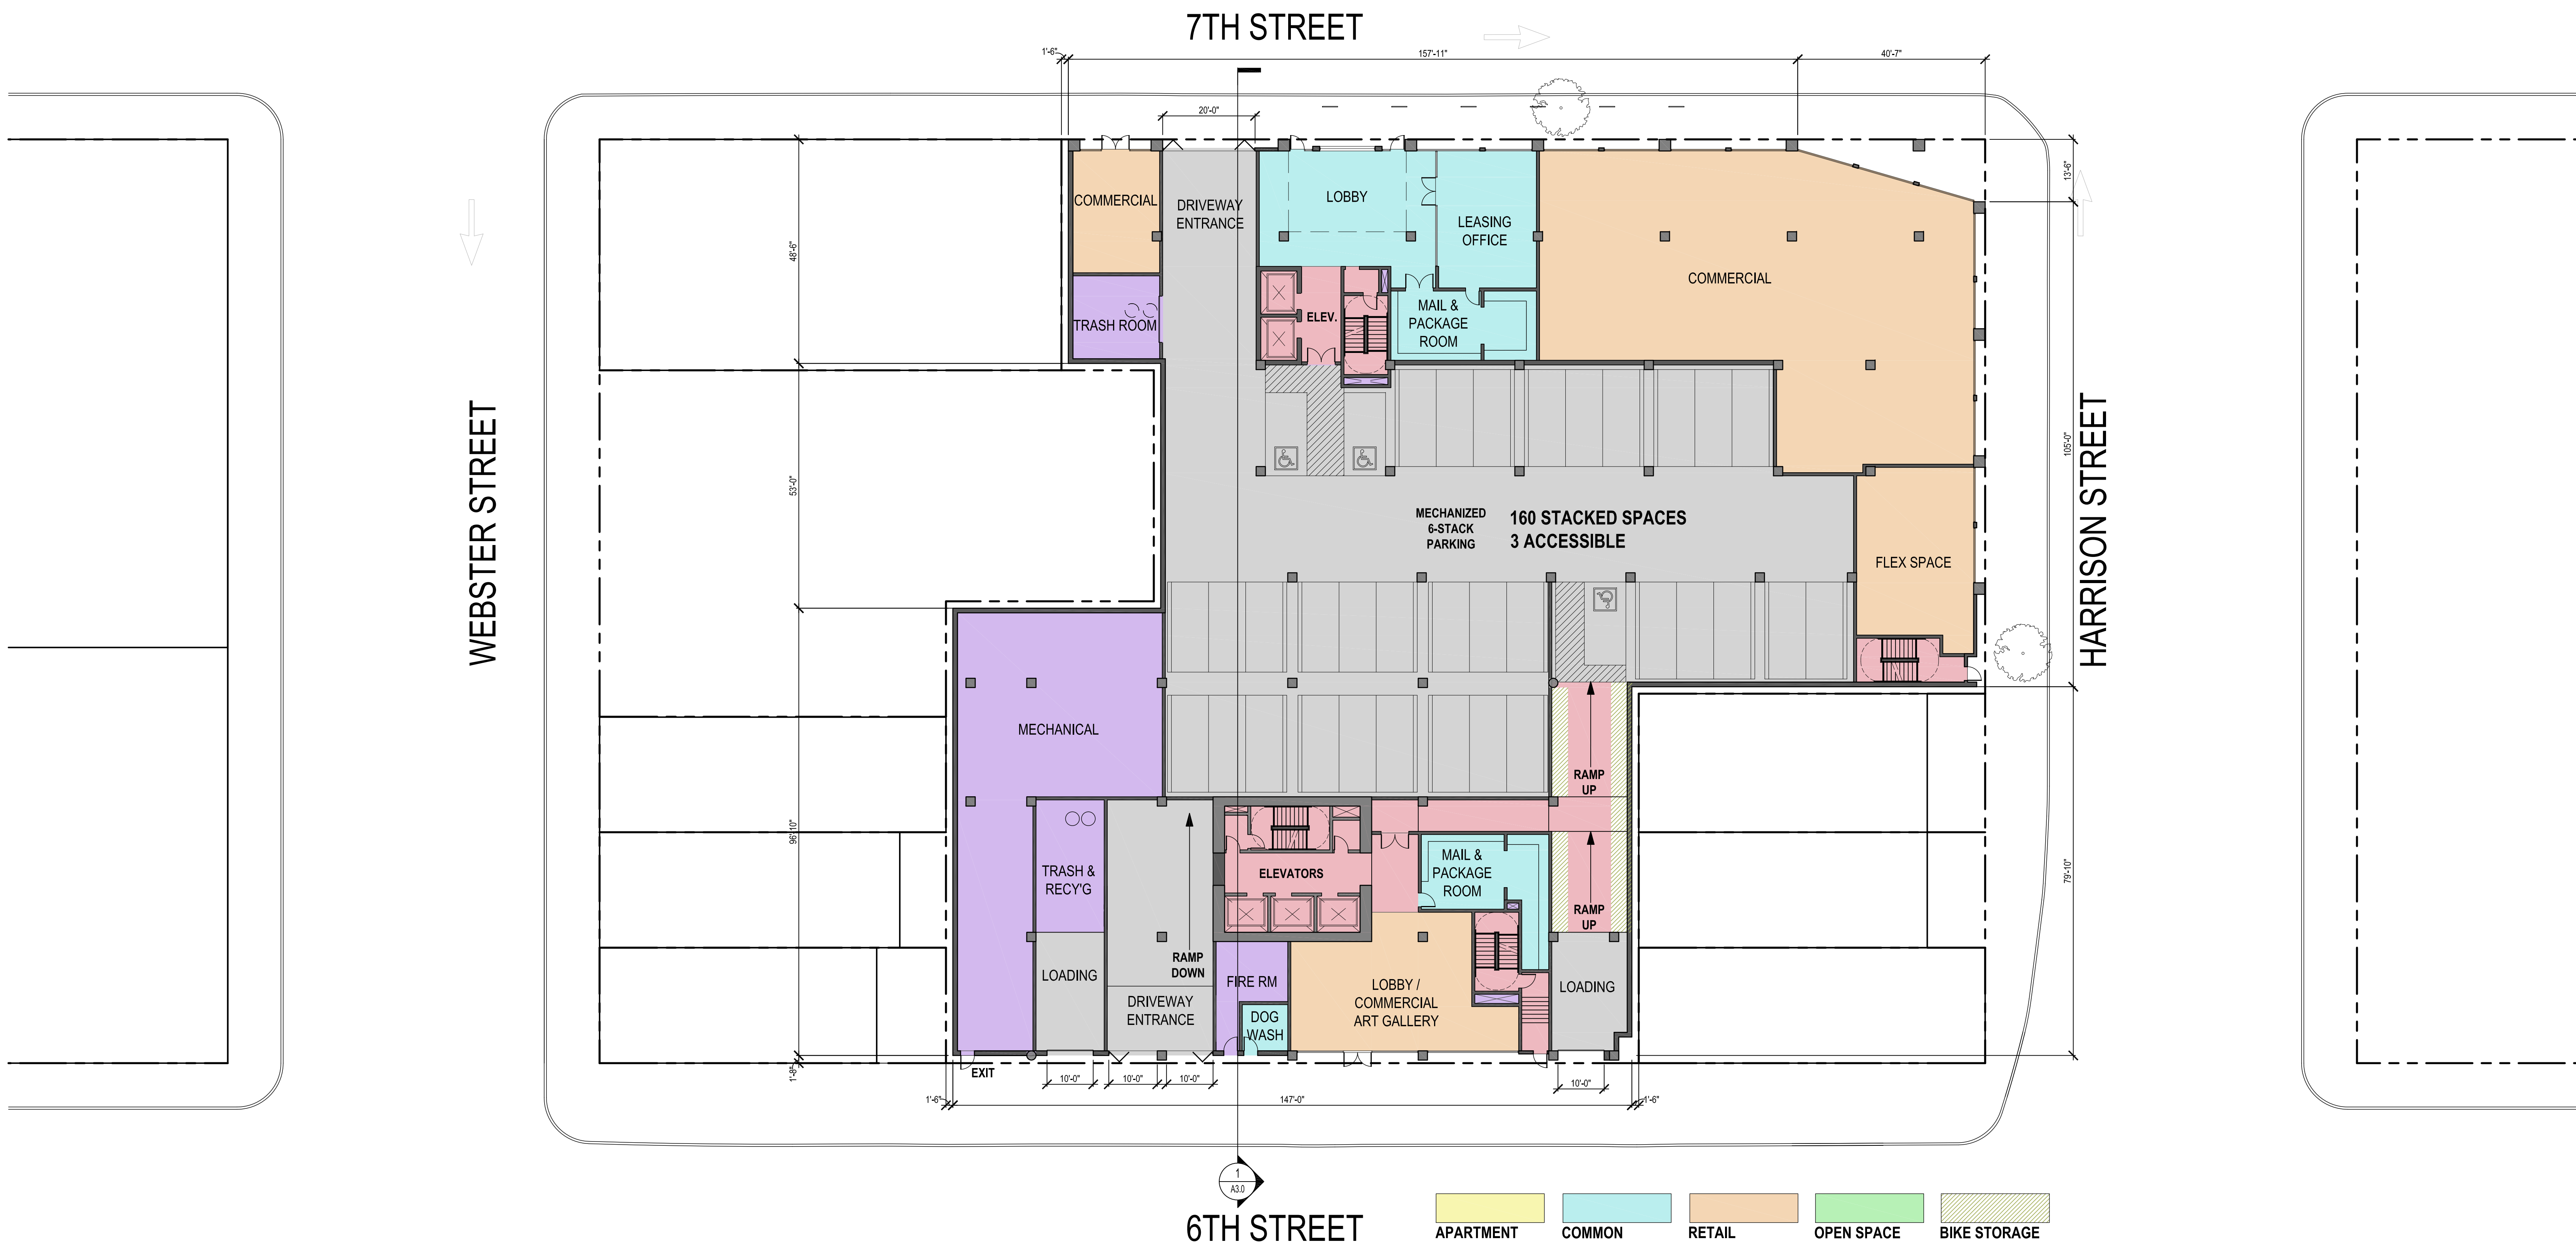 7TH STREET
1'-6"
157'-11"
40'-7"
20'-0"
13'-6"
48'-6"
COMMERCIAL
DRIVEWAY
ENTRANCE
LOBBY
LEASING
OFFICE
COMMERCIAL
TRASH ROOM
ELEV.
MAIL &
PACKAGE
ROOM
WEBSTER STREET
HARRISON STREET
53'-0"
105'-0"
MECHANIZED
6-STACK
PARKING
160 STACKED SPACES
3 ACCESSIBLE
FLEX SPACE
MECHANICAL
RAMP
UP
96'-10"
79'-10"
TRASH &
RECY'G
ELEVATORS
MAIL &
PACKAGE
ROOM
RAMP
UP
RAMP
DOWN
LOADING
FIRE RM
LOBBY /
COMMERCIAL
ART GALLERY
LOADING
DRIVEWAY
ENTRANCE
DOG
WASH
1'-8"
EXIT
10'-0"
10'-0"
10'-0"
10'-0"
1'-6"
147'-0"
1'-6"
1
A3.0
6TH STREET
APARTMENT
COMMON
RETAIL
OPEN SPACE
BIKE STORAGE